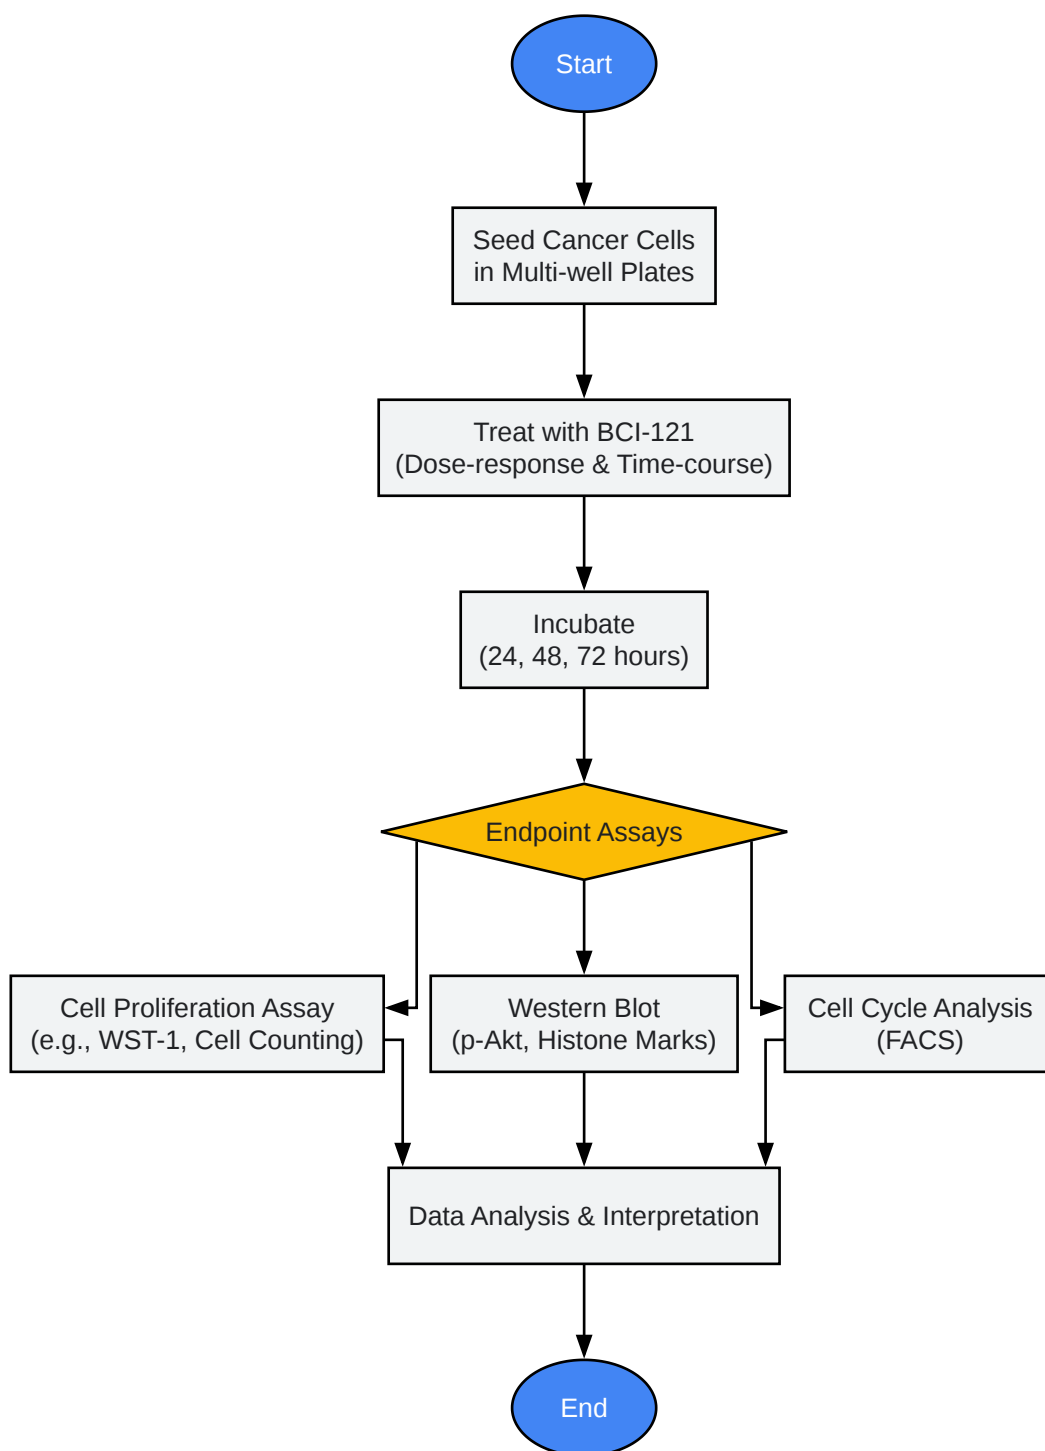 Start
Seed Cancer Cells
in Multi-well Plates
Treat with BCI-121
(Dose-response & Time-course)
Incubate
(24, 48, 72 hours)
Endpoint Assays
Cell Proliferation Assay
(e.g., WST-1, Cell Counting)
Western Blot
(p-Akt, Histone Marks)
Cell Cycle Analysis
(FACS)
Data Analysis & Interpretation
End